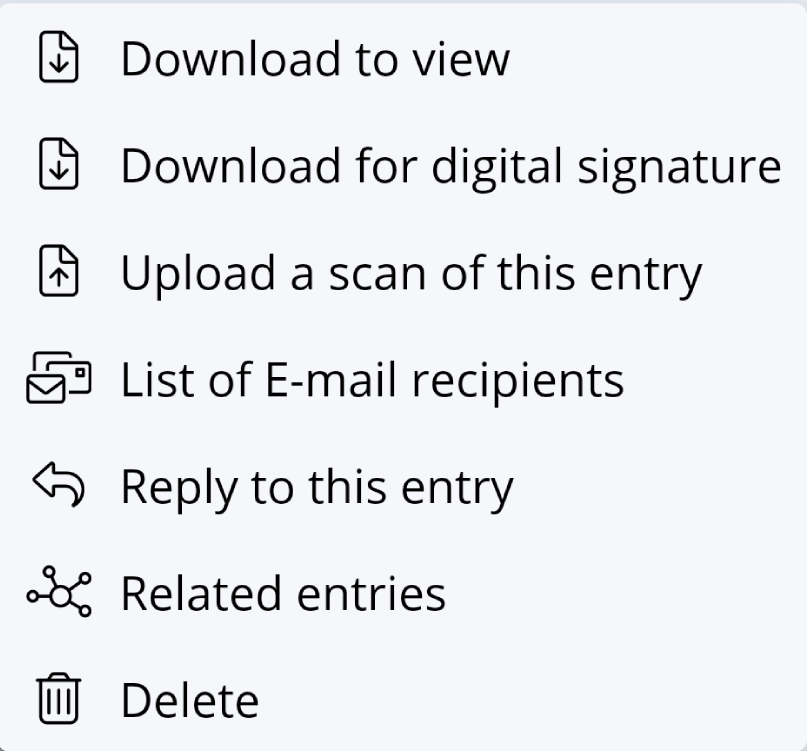 Download to view
Download for digital signature
Upload a scan of this entry
List of E-mail recipients
Reply to this entry
Related entries
Delete